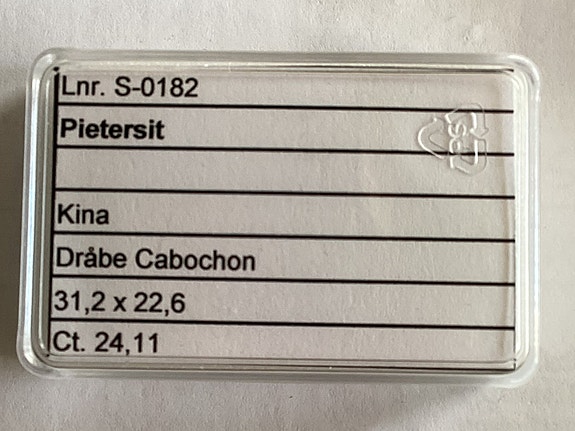 Lnr. S-0182
Pietersit
Kina
Dråbe Cabochon
31,2 x 22,6
Ct. 24,11